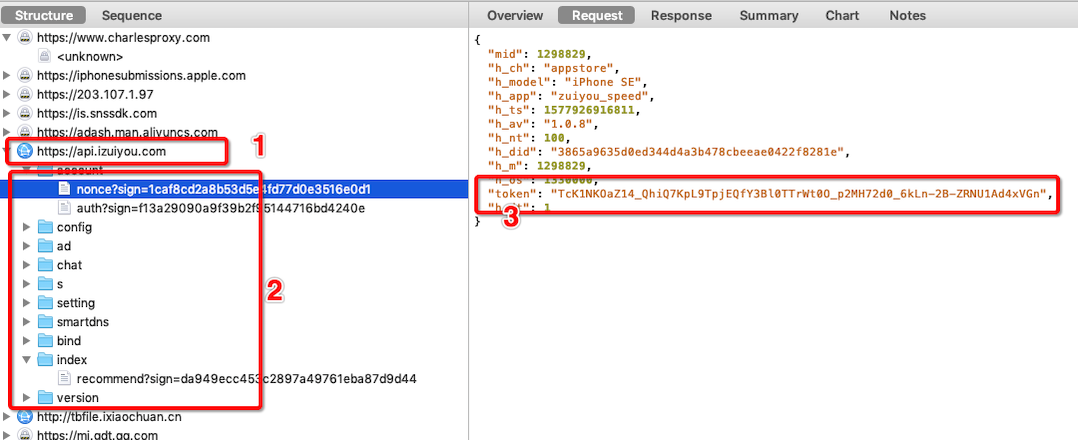 Structure Sequence
https://www.charlesproxy.com
<unknown>
https://iphonesubmissions.apple.com
https://203.107.1.97
https://is.snssdk.com
https://adash.man.aliyuncs.com
https://api.izuiyou.com
1
account
nonce?sign=1caf8cd2a8b53d5e4fd77d0e3516e0d1
auth?sign=f13a29090a9f39b2f95144716bd4240e
config
ad
chat
s
2
setting
smartdns
bind
index
recommend?sign=da949ecc453c2897a49761eba87d9d44
version
http://tbfile.ixiaochuan.cn
https://mi.gdt.qq.com
Overview Request Response Summary Chart Notes
{
"mid": 1298829,
"h_ch": "appstore",
"h_model": "iPhone SE",
"h_app": "zuiyou_speed",
"h_ts": 1577926916811,
"h_av": "1.0.8",
"h_nt": 100,
"h_did": "3865a9635d0ed344d4a3b478cbeeae0422f8281e",
"h_m": 1298829,
"h_os": 1330000,
"token": "TcK1NKOaZ14_QhiQ7KpL9TpjEQfY3Bl0TTrWt0O_p2MH72d0_6kLn-2B-ZRNU1Ad4xVGn",
1
3
}